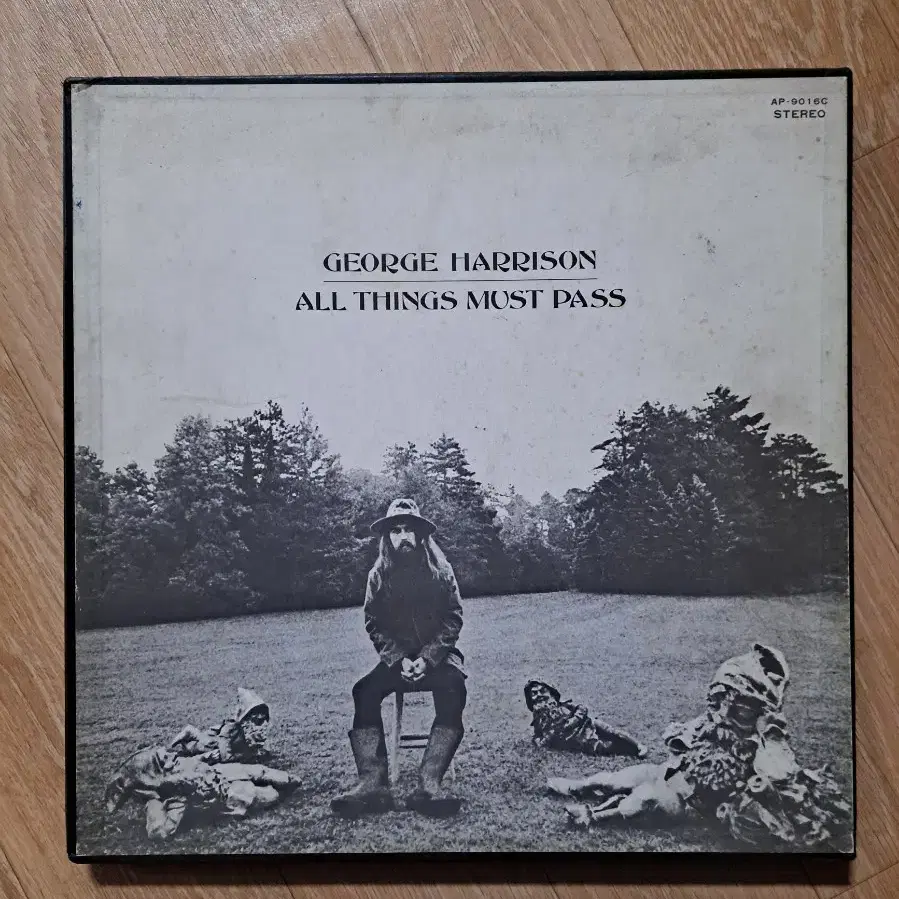 AP-9016C
STEREO
GEORGE HARRISON
ALL THINGS MUST PASS